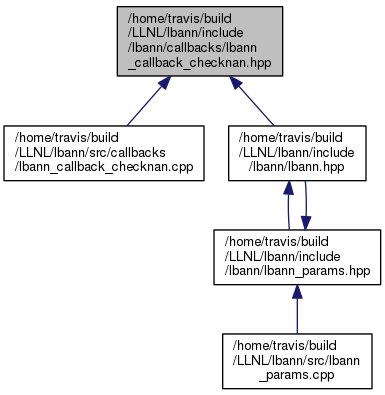 /home/travis/build
/LLNL/lbann/include
/lbann/callbacks/lbann
_callback_checknan.hpp
/home/travis/build
/LLNL/lbann/src/callbacks
/lbann_callback_checknan.cpp
/home/travis/build
/LLNL/lbann/include
/lbann/lbann.hpp
/home/travis/build
/LLNL/lbann/include
/lbann/lbann_params.hpp
/home/travis/build
/LLNL/lbann/src/lbann
_params.cpp